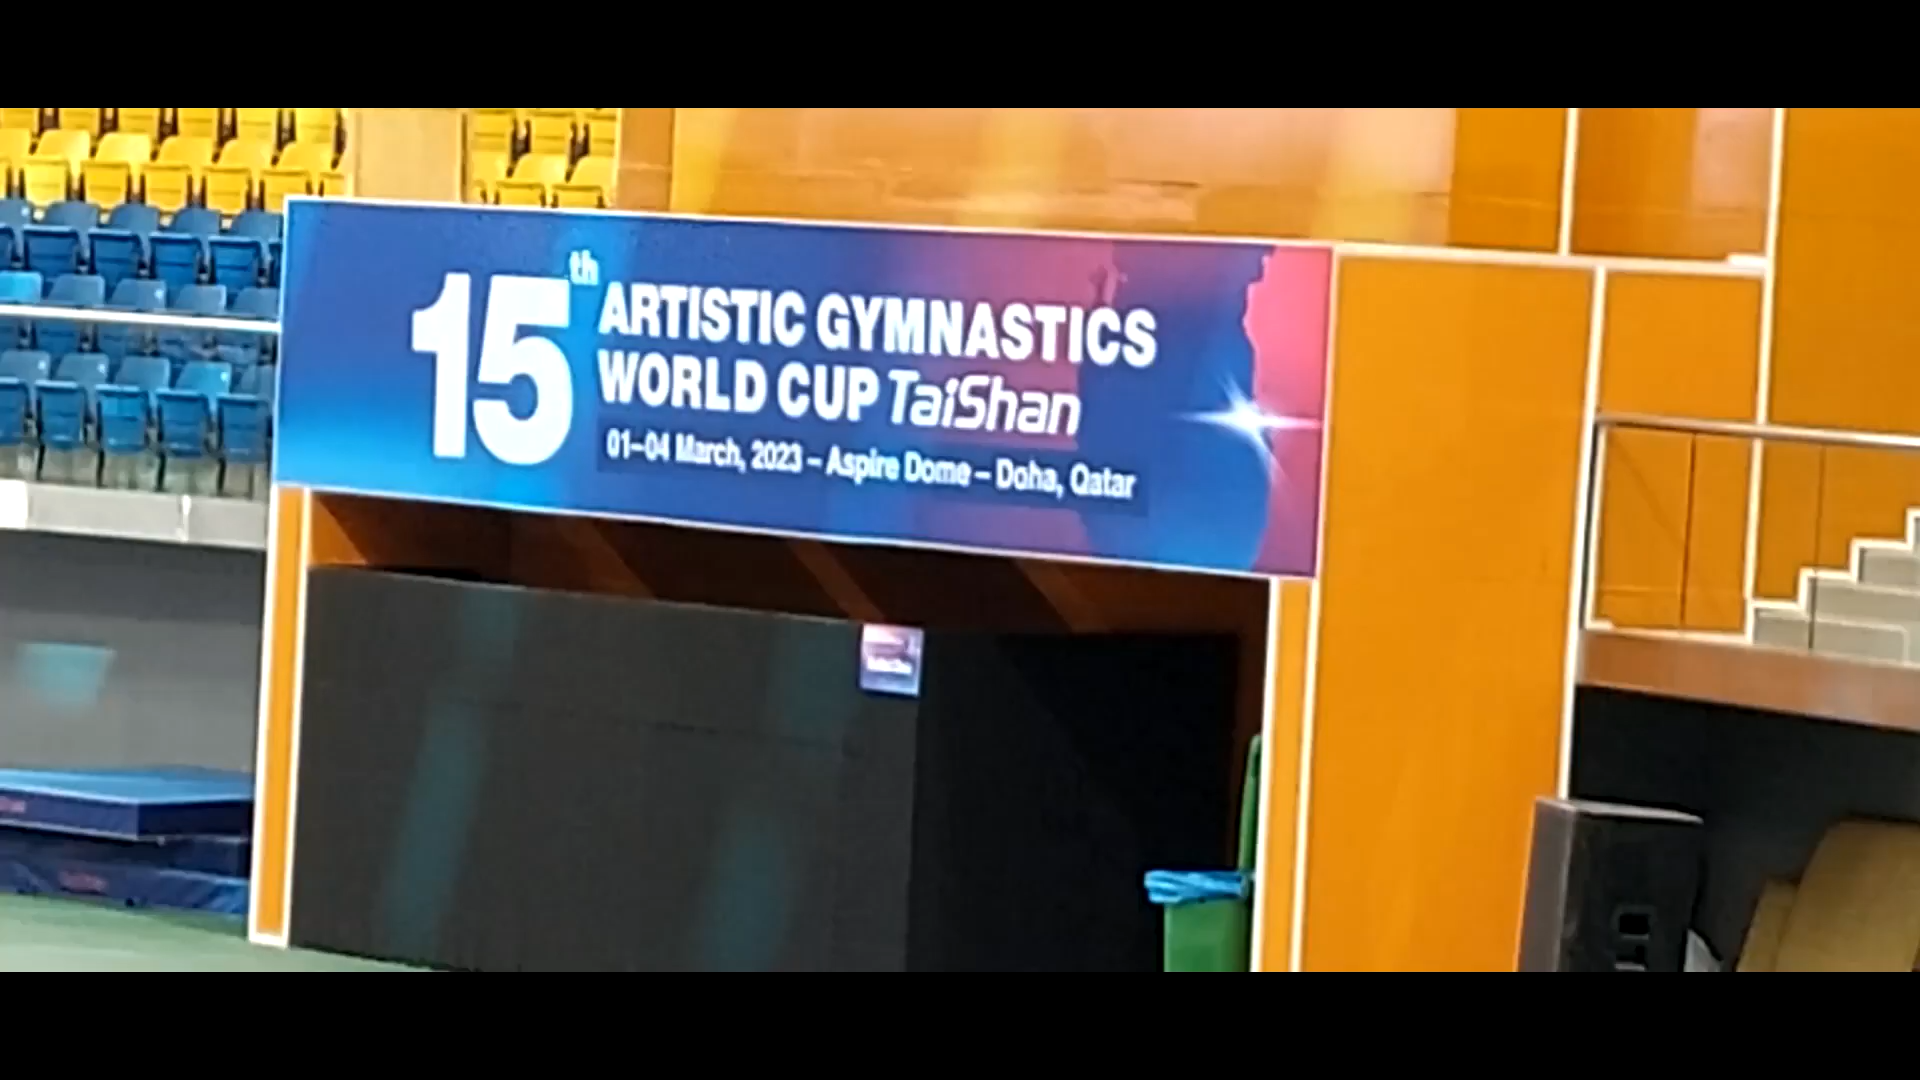 15th ARTISTIC GYMNASTICS
WORLD CUP TaiShan
01-04 March, 2023 - Aspire Dome - Doha, Qatar